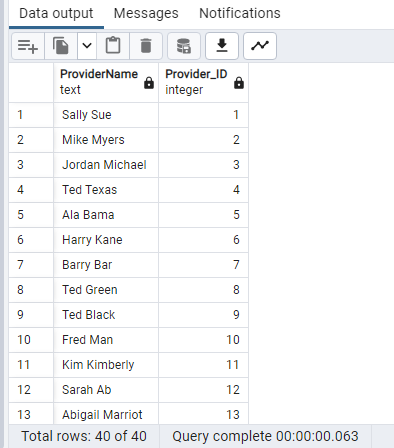 Data output Messages Notifications
ProviderName Provider_ID
text integer
1 Sally Sue 1
2 Mike Myers 2
3 Jordan Michael 3
4 Ted Texas 4
5 Ala Bama 5
6 Harry Kane 6
7 Barry Bar 7
8 Ted Green 8
9 Ted Black 9
10 Fred Man 10
11 Kim Kimberly 11
12 Sarah Ab 12
13 Abigail Marriot 13
Total rows: 40 of 40 Query complete 00:00:00.063